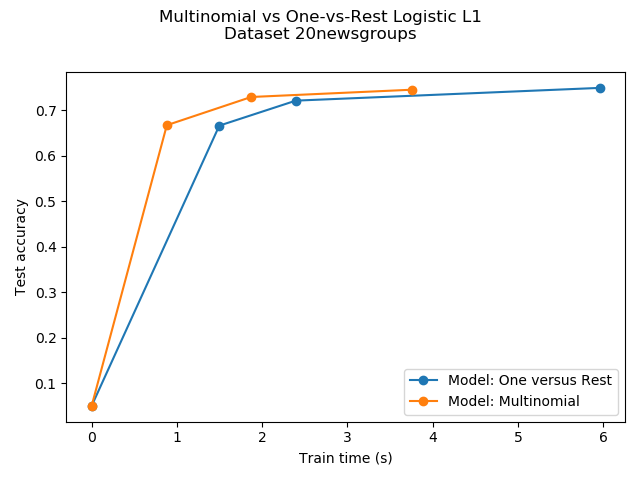 Multinomial vs One-vs-Rest Logistic L1
Dataset 20newsgroups
0.7
0.6
0.5
0.4
0.3
0.2
0.1
Test accuracy
Model: One versus Rest
Model: Multinomial
0 1 2 3 4 5 6
Train time (s)